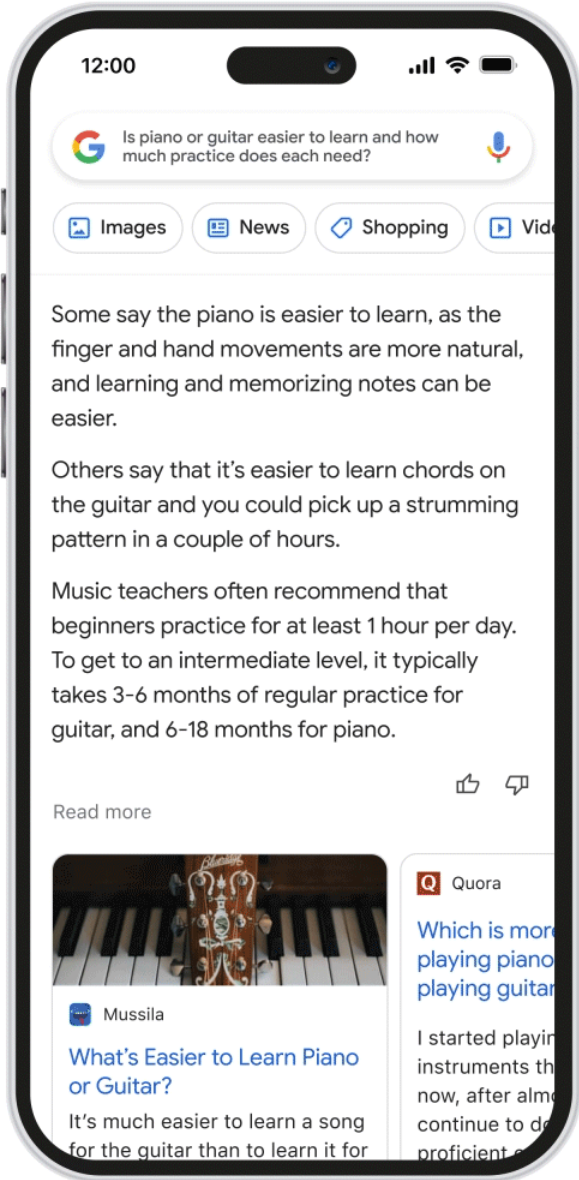 12:00
Is piano or guitar easier to learn and how
much practice does each need?
Images
News
Shopping
Some say the piano is easier to learn, as the
finger and hand movements are more natural,
and learning and memorizing notes can be
easier.
Others say that it’s easier to learn chords on
the guitar and you could pick up a strumming
pattern in a couple of hours.
Music teachers often recommend that
beginners practice for at least 1 hour per day.
To get to an intermediate level, it typically
takes 3-6 months of regular practice for
guitar, and 6-18 months for piano.
Read more
Mussila
What’s Easier to Learn Piano
or Guitar?
It’s much easier to learn a song
for the guitar than to learn it for
Quora
Which is more
playing piano
playing guitar
I started
instruments
now, after
continue to
proficient